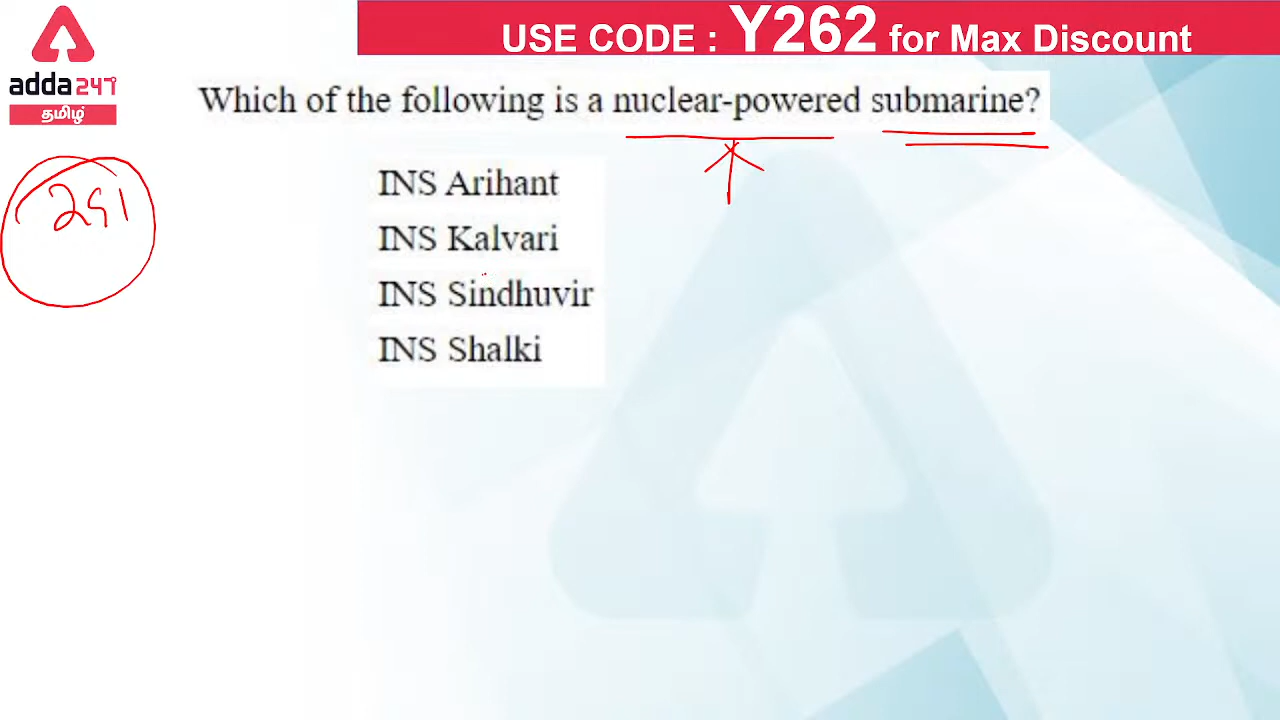 USE CODE : Y262 for Max Discount
adda247
தமிழ்
Which of the following is a nuclear-powered submarine?
INS Arihant
INS Kalvari
INS Sindhuvir
INS Shalki